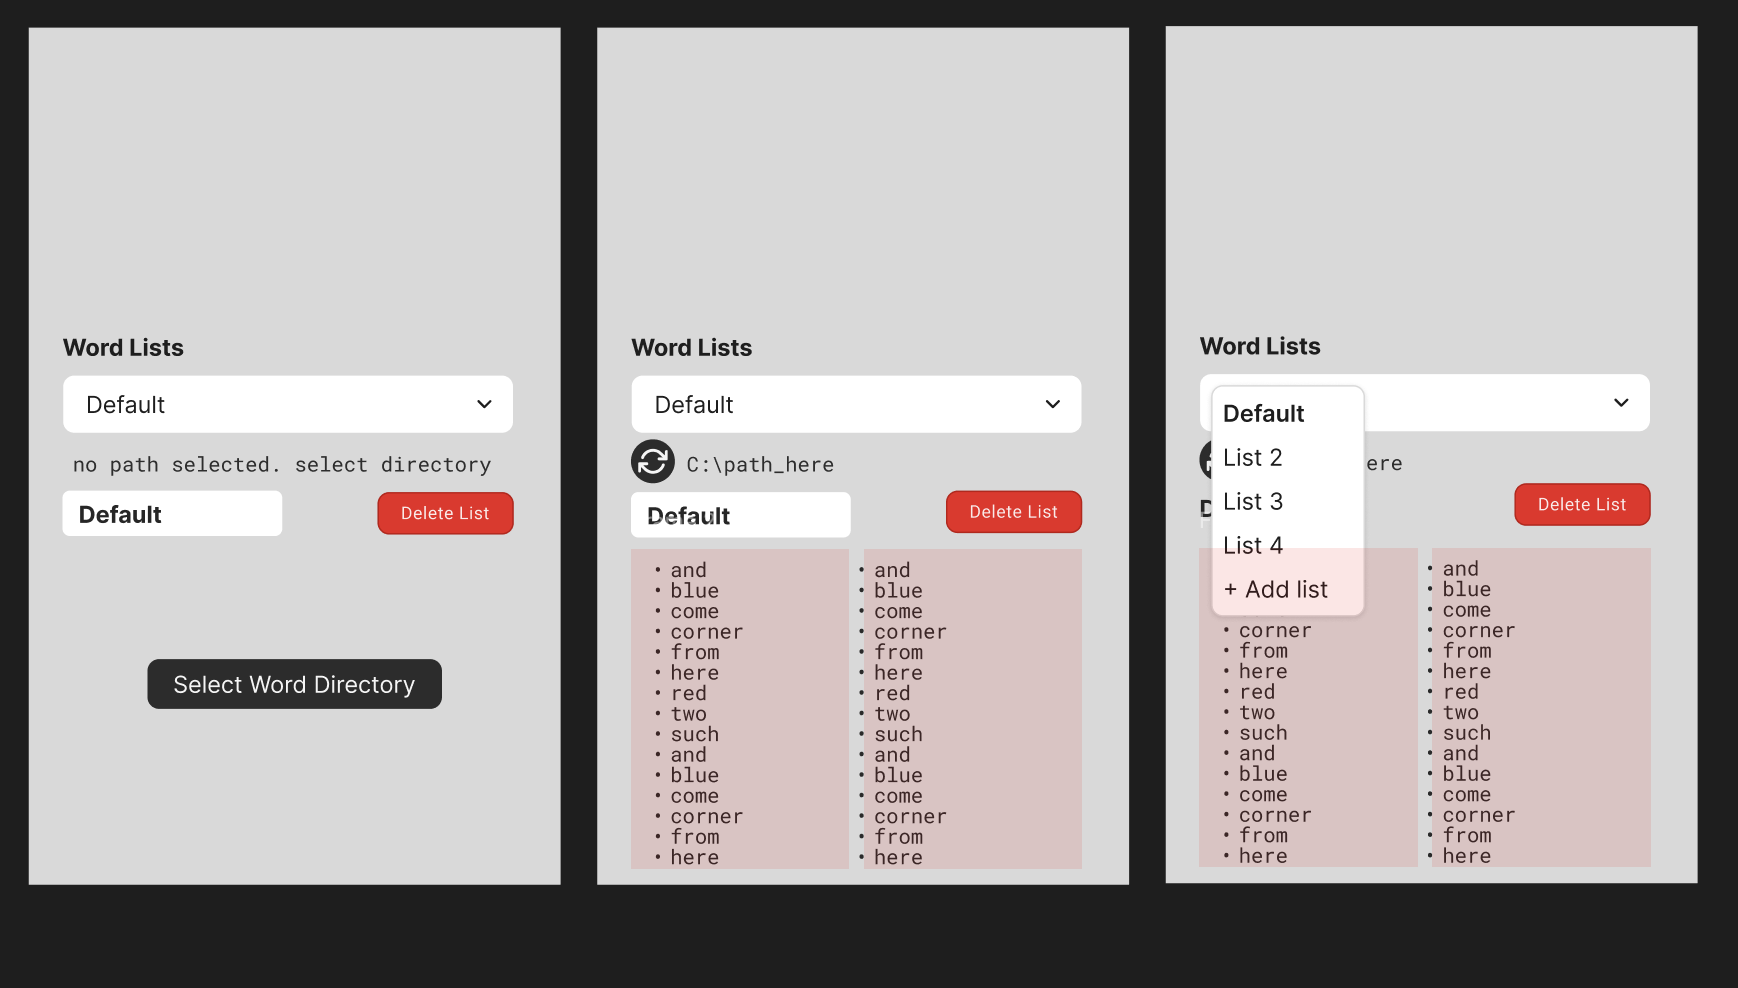 Word Lists
Default
no path selected. select directory
Default
Delete List
Select Word Directory
Word Lists
Default
C:\path_here
Default
Delete List
• and
• blue
• come
• corner
• from
• here
• red
• two
• such
• and
• blue
• come
• corner
• from
• here
• and
• blue
• come
• corner
• from
• here
• red
• two
• such
• and
• blue
• come
• corner
• from
• here
Word Lists
Default
List 2
List 3
List 4
+ Add list
ere
D
Delete List
• corner
• from
• here
• red
• two
• such
• and
• blue
• come
• corner
• from
• here
• and
• blue
• come
• corner
• from
• here
• red
• two
• such
• and
• blue
• come
• corner
• from
• here